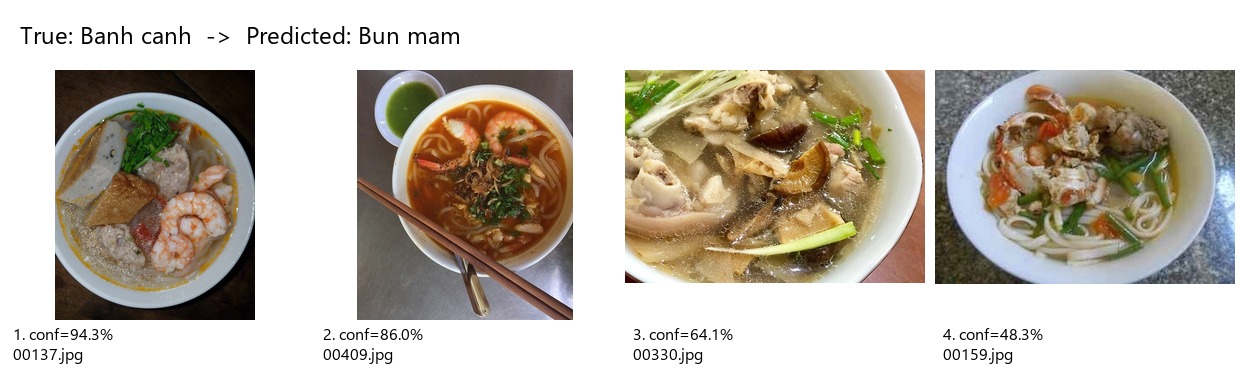 True: Banh canh -> Predicted: Bun mam
1. conf=94.3%
00137.jpg
2. conf=86.0%
00409.jpg
3. conf=64.1%
00330.jpg
4. conf=48.3%
00159.jpg